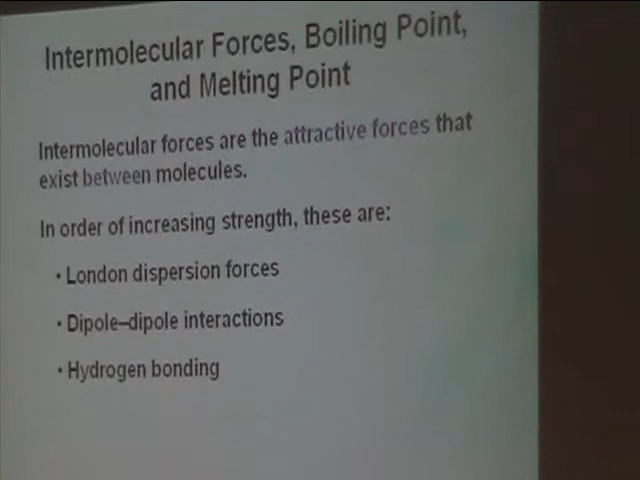 Intermolecular Forces, Boiling Point,
and Melting Point
Intermolecular forces are the attractive forces that
exist between molecules.
In order of increasing strength, these are:
• London dispersion forces
• Dipole–dipole interactions
• Hydrogen bonding